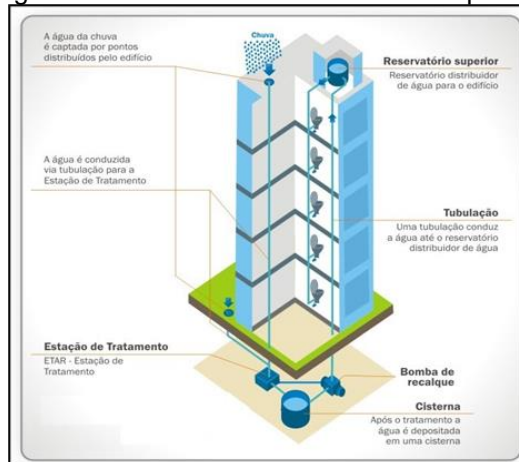 A água da chuva
é captada por pontos
distribuídos pelo edifício
Chuva
Reservatório superior
Reservatório distribuidor
de água para o edifício
A água é conduzida
via tubulação para a
Estação de Tratamento
Tubulação
Uma tubulação conduz
a água até o reservatório
distribuidor de água
Estação de Tratamento
ETAR - Estação de
Tratamento
Bomba de
recalque
Cisterna
Após o tratamento a
água é depositada
em uma cisterna